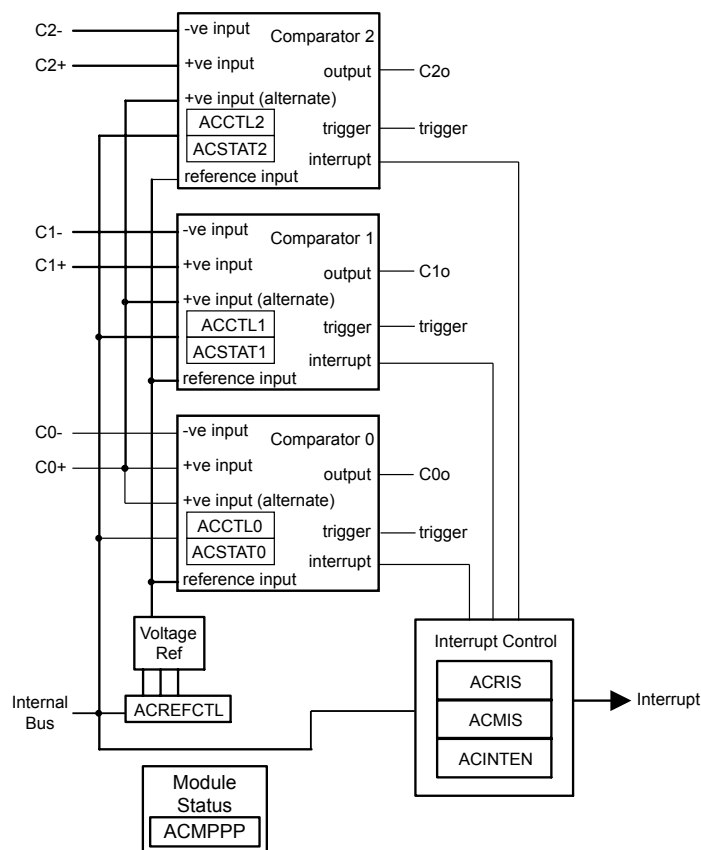 C2-
-ve input
Comparator 2
C2+
+ve input
output
C2o
+ve input (alternate)
ACCTL2
trigger
trigger
ACSTAT2
interrupt
reference input
C1-
-ve input
Comparator 1
C1+
+ve input
output
C1o
+ve input (alternate)
ACCTL1
trigger
trigger
ACSTAT1
interrupt
reference input
C0-
-ve input
Comparator 0
C0+
+ve input
output
C0o
+ve input (alternate)
ACCTL0
trigger
trigger
ACSTAT0
interrupt
reference input
Voltage
Ref
Interrupt Control
ACRIS
Internal
Bus
ACREFCTL
ACMIS
Interrupt
ACINTEN
Module
Status
ACMPPP